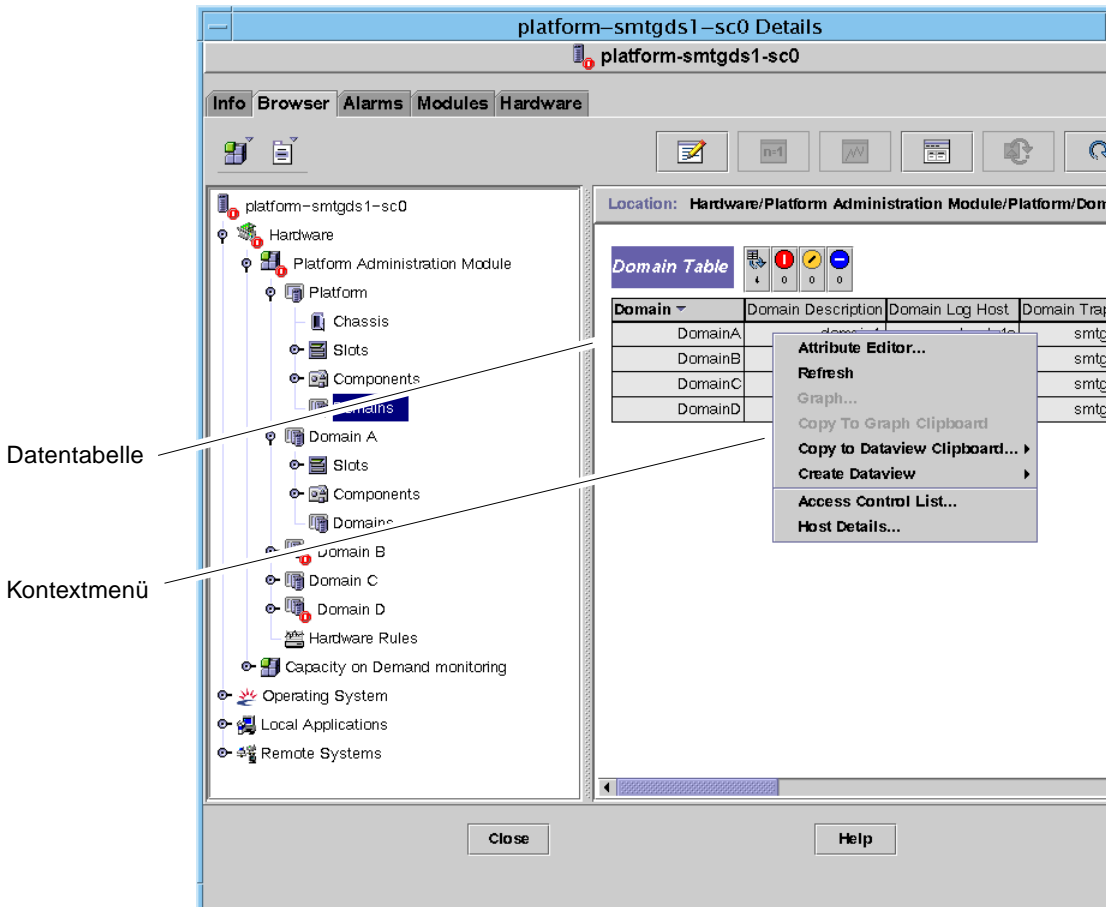 platform–smtgds1–sc0 Details
platform-smtgds1-sc0
Info Browser Alarms Modules Hardware
n=1
platform–smtgds1–sc0
Location: Hardware/Platform Administration Module/Platform/Dom
Hardware
Platform Administration Module
Domain Table
4 0 0 0
Platform
Domain Domain Description Domain Log Host Domain Trap
Chassis
DomainA smtg
Slots
DomainB smtg
Components
DomainC smtg
Domains
DomainD smtg
Attribute Editor...
Refresh
Graph...
Copy To Graph Clipboard
Copy to Dataview Clipboard...
Create Dataview
Access Control List...
Host Details...
Domain A
Datentabelle
Slots
Components
Domains
Domain B
Kontextmenü
Domain C
Domain D
Hardware Rules
Capacity on Demand monitoring
Operating System
Local Applications
Remote Systems
Close Help